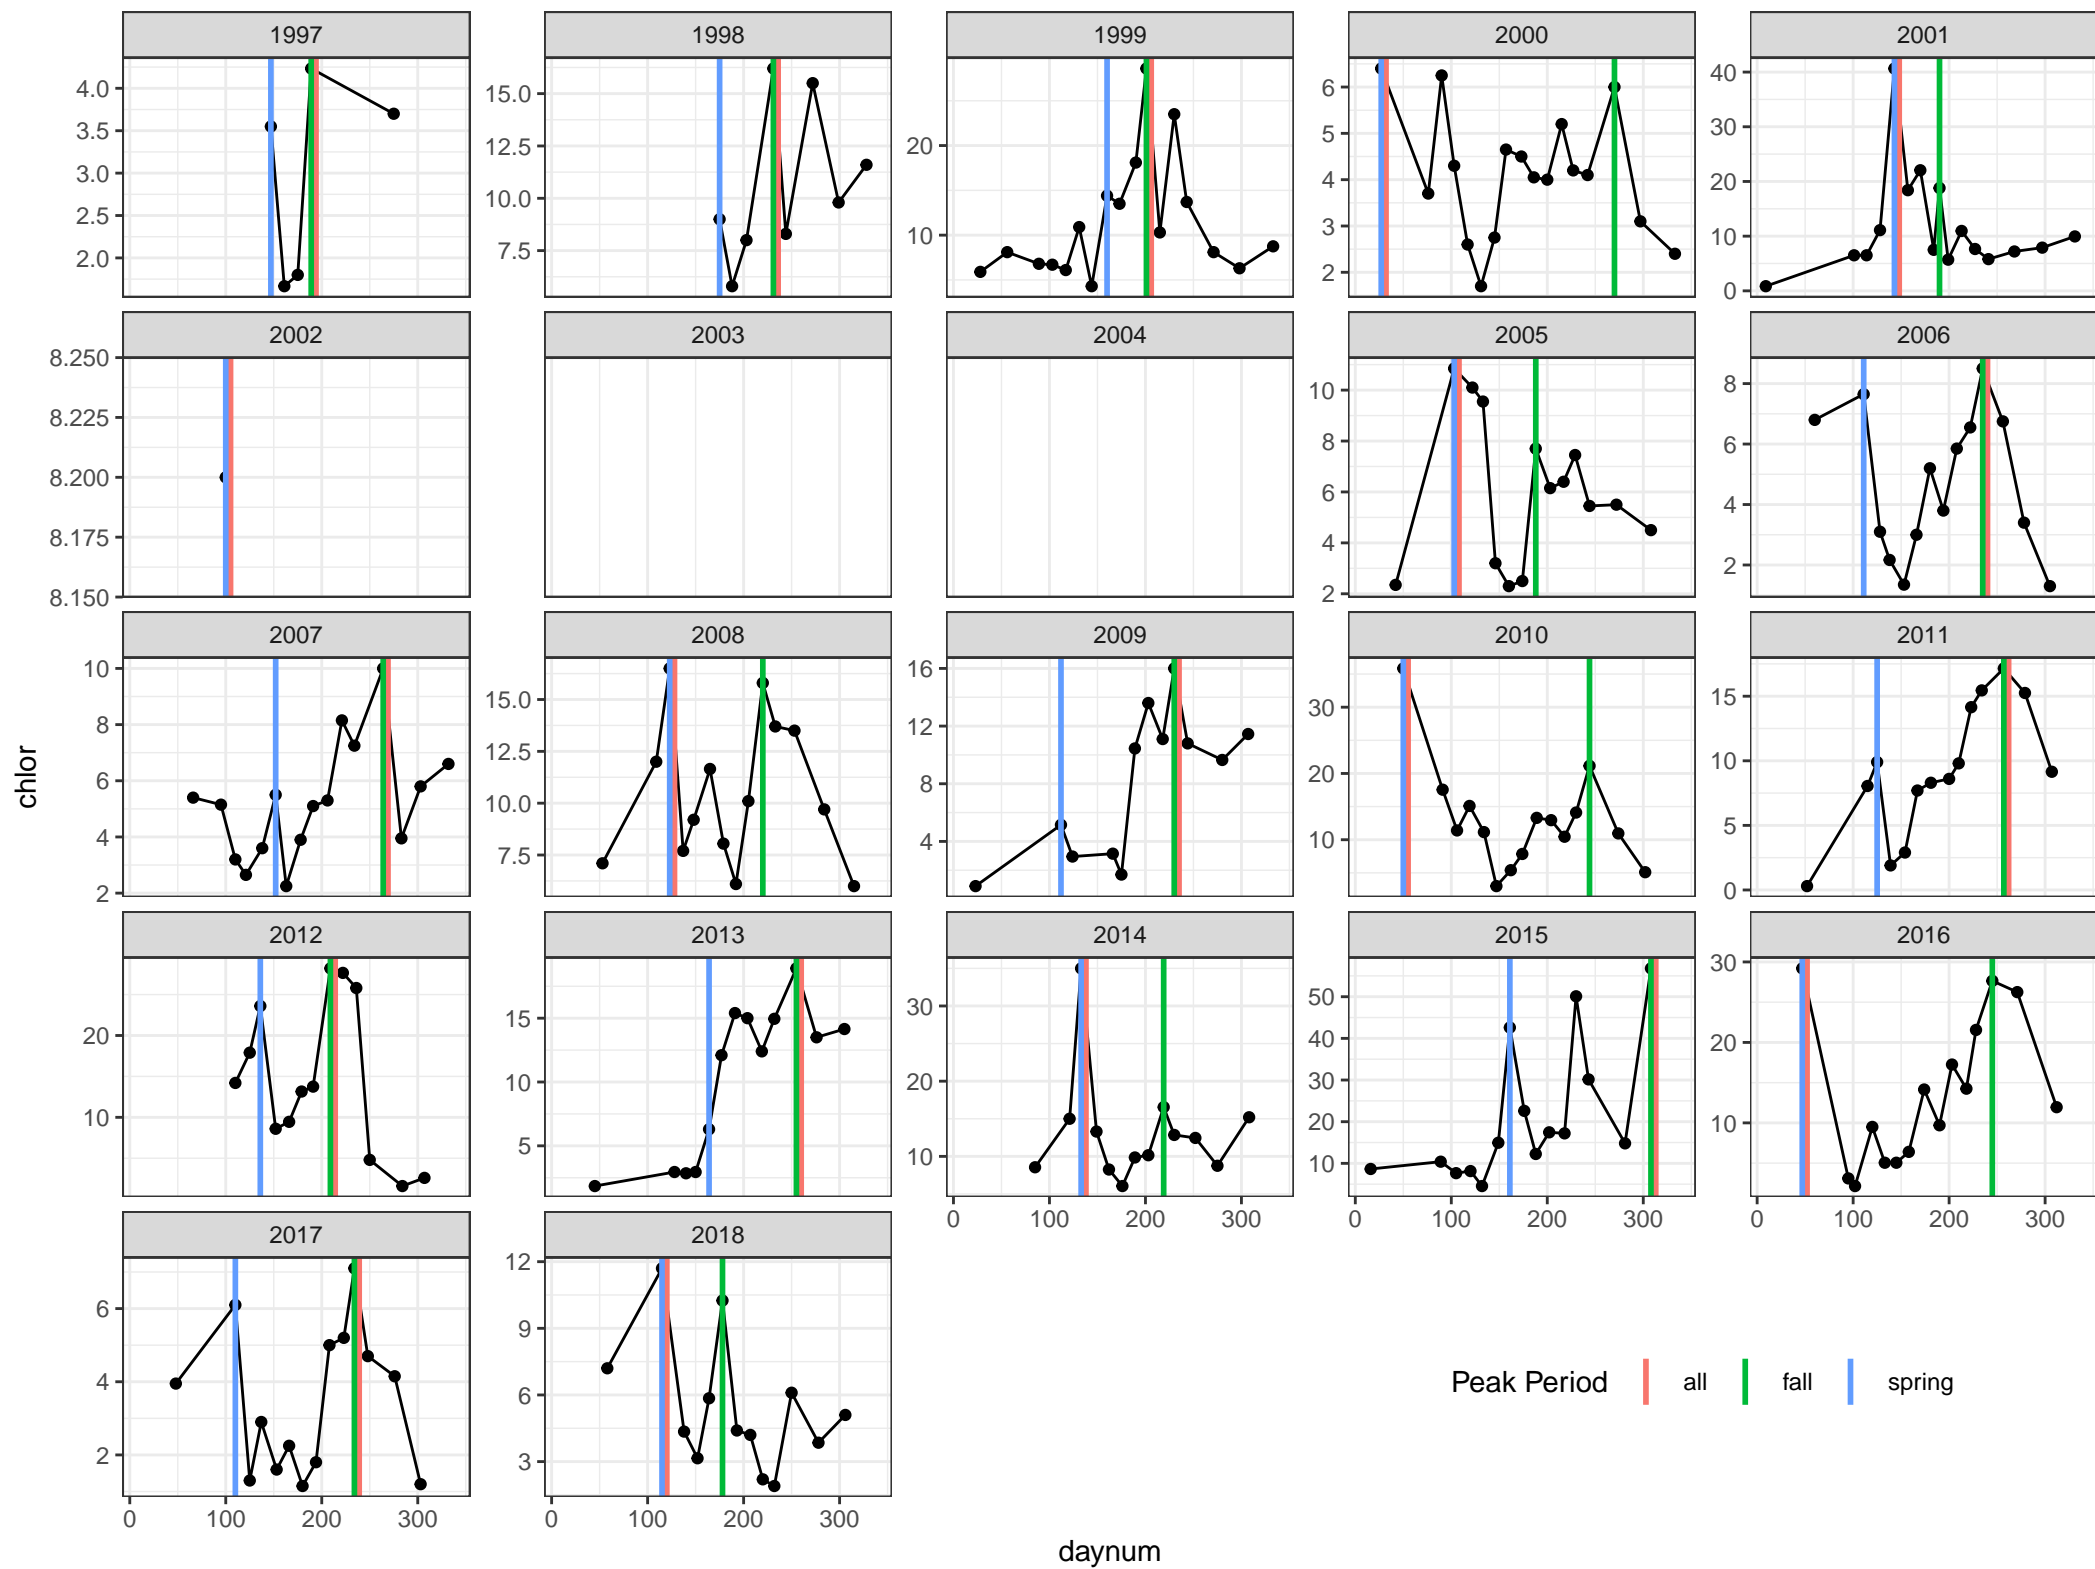 1997 1998 1999 2000 2001
4.0 3.5 3.0 2.5 2.0
15.0 12.5 10.0 7.5
20 10
6 5 4 3 2
40 30 20 10 0
2002 2003 2004 2005 2006
8.250 8.225 8.200 8.175 8.150
10 8 6 4 2
8 6 4 2
2007 2008 2009 2010 2011
10 8 6 4 2
15.0 12.5 10.0 7.5
16 12 8 4
30 20 10
15 10 5 0
chlor
2012 2013 2014 2015 2016
20 10
15 10 5
30 20 10
50 40 30 20 10
30 20 10
0 100 200 300
0 100 200 300
0 100 200 300
2017 2018
6 4 2
12 9 6 3
0 100 200 300
0 100 200 300
Peak Period all fall spring
daynum